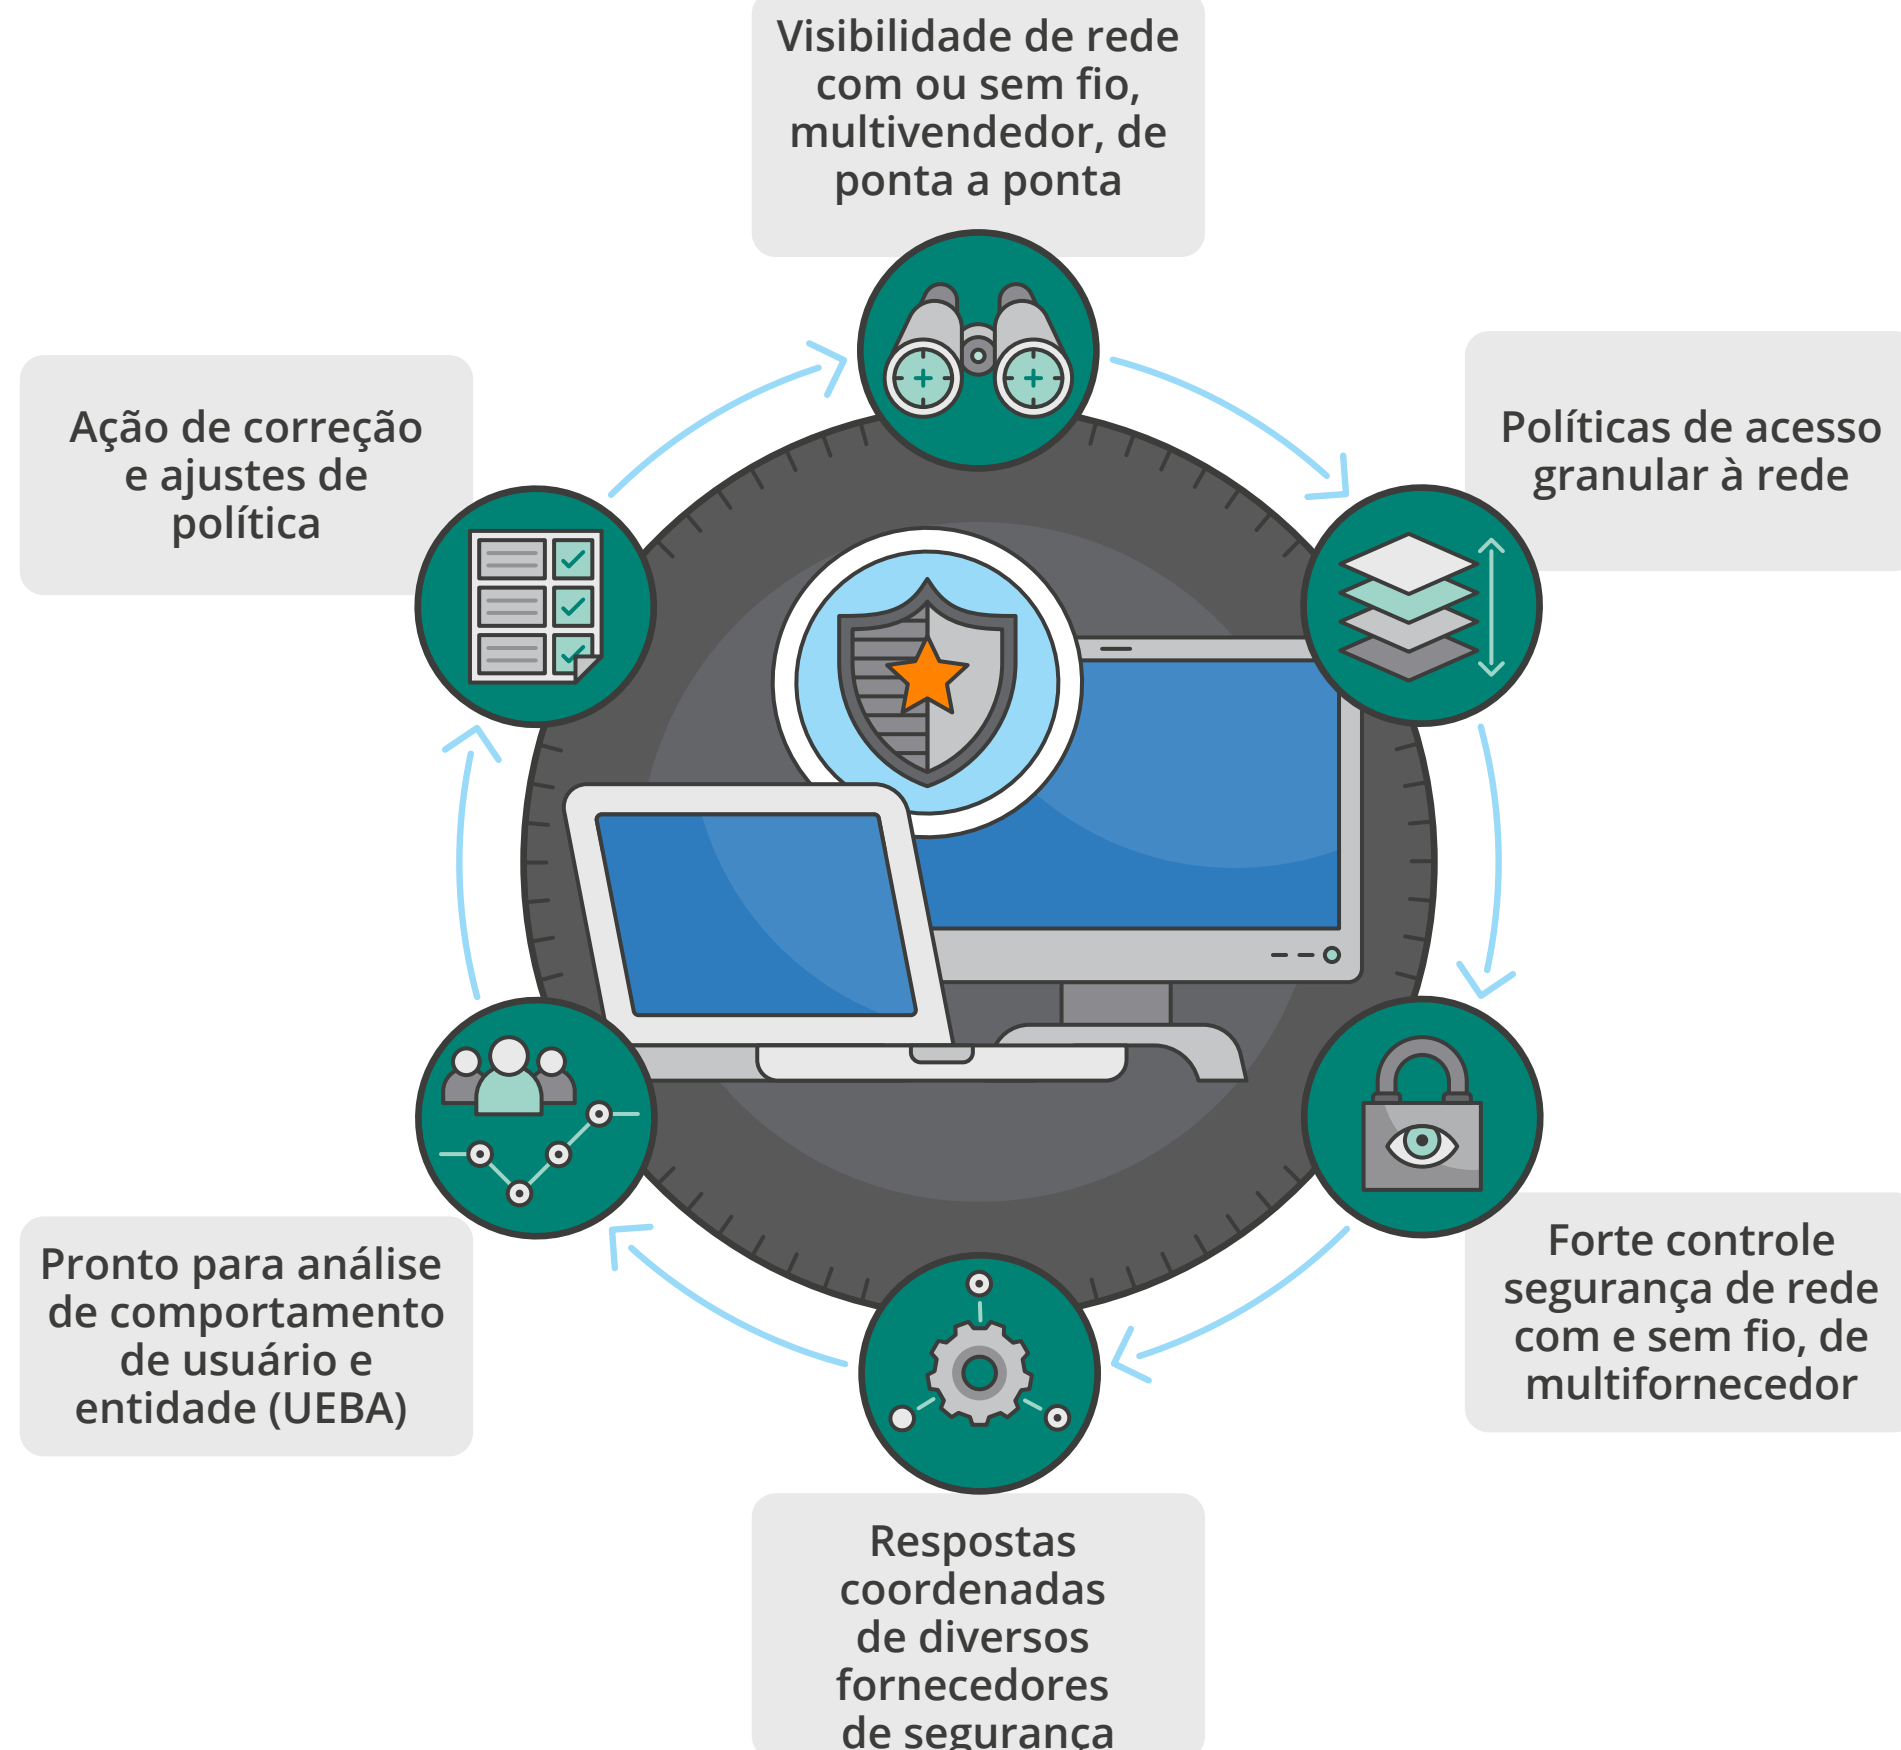 Visibilidade de rede
com ou sem fio,
multivendedor, de
ponta a ponta
Políticas de acesso
granular à rede
Forte controle
segurança de rede
com e sem fio, de
multifornecedor
Respostas
coordenadas
de diversos
fornecedores
de segurança
Pronto para análise
de comportamento
de usuário e
entidade (UEBA)
Ação de correção
e ajustes de
política